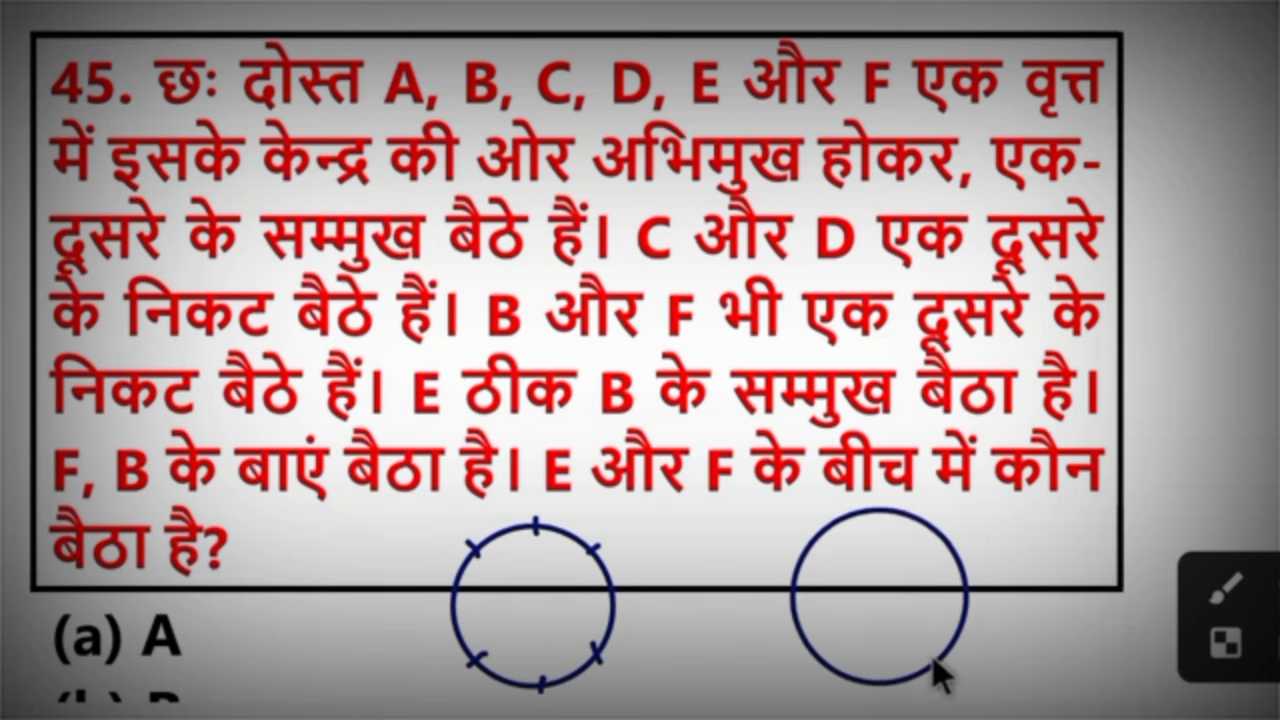 45. छः दोस्त A, B, C, D, E और F एक वृत्त
में इसके केन्द्र की ओर अभिमुख होकर, एक-
दूसरे के सम्मुख बैठे हैं। C और D एक दूसरे
के निकट बैठे हैं। B और F भी एक दूसरे के
निकट बैठे हैं। E ठीक B के सम्मुख बैठा है।
F, B के बाएं बैठा है। E और F के बीच में कौन
बैठा है?
(a) A